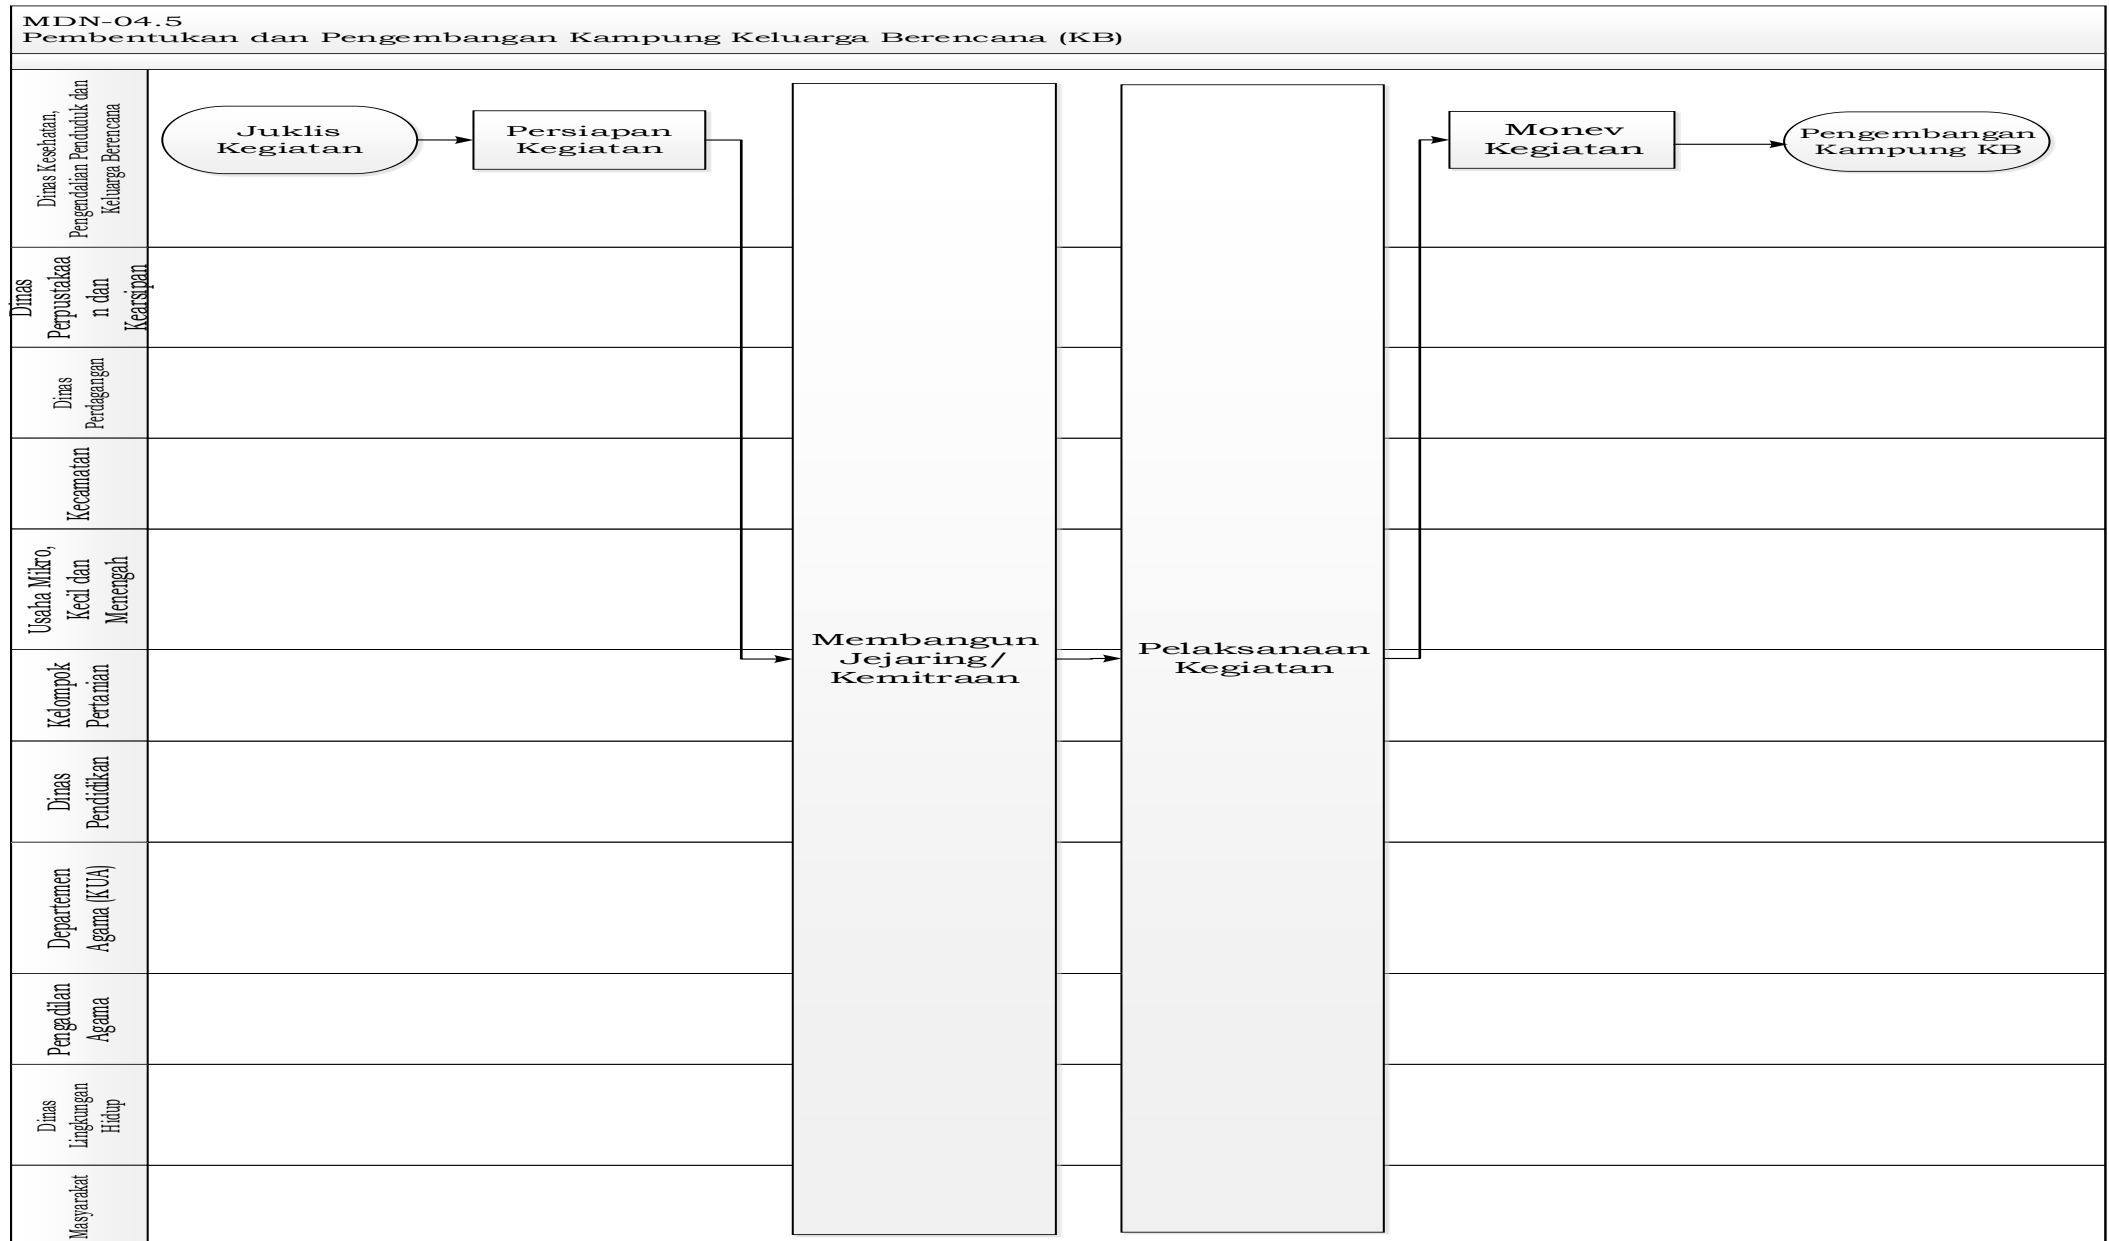 MDN-04.5
Pembentukan dan Pengembangan Kampung Keluarga Berencana (KB)
Dinas Kesehatan,
Pengendalian Penduduk dan
Keluarga Berencana
Juklis
Kegiatan
Persiapan
Kegiatan
Monev
Kegiatan
Pengembangan
Kampung KB
Dinas
Perpustakaa
n dan
Kearsipan
Dinas
Perdagangan
Kecamatan
Usaha Mikro,
Kecil dan
Menengah
Membangun
Jejaring/
Kemitraan
Pelaksanaan
Kegiatan
Kelompok
Pertanian
Dinas
Pendidikan
Departemen
Agama (KUA)
Pengadilan
Agama
Dinas
Lingkungan
Hidup
Masyarakat